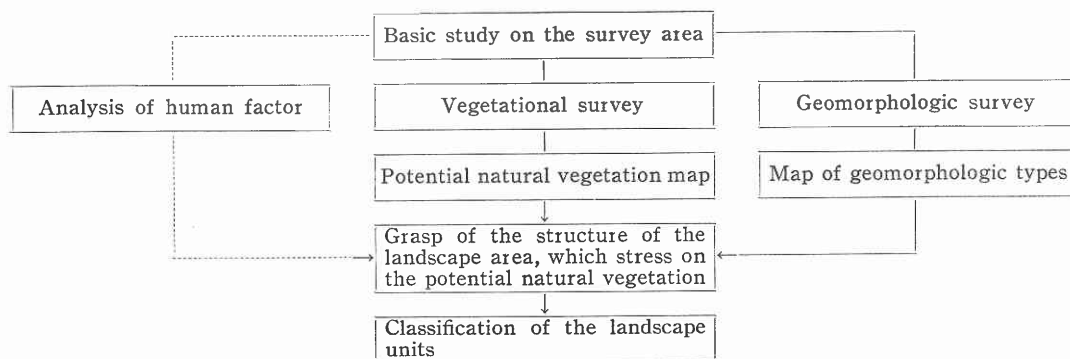 Basic study on the survey area
Analysis of human factor
Vegetational survey
Geomorphologic survey
Potential natural vegetation map
Map of geomorphologic types
Grasp of the structure of the
landscape area, which stress on
the potential natural vegetation
Classification of the landscape
units